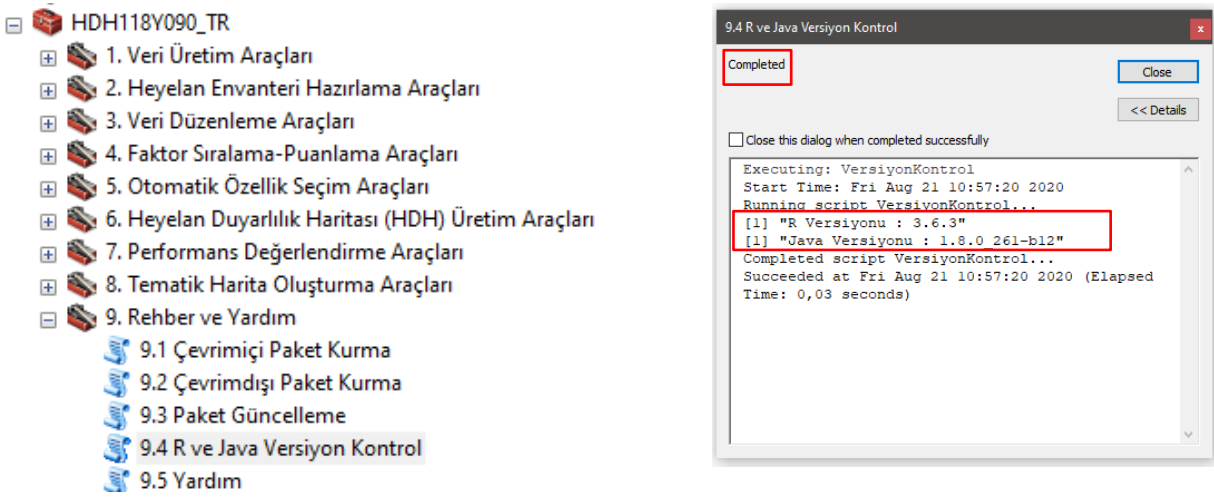 HDH118Y090_TR
1. Veri Üretim Araçları
2. Heyelan Envanteri Hazırlama Araçları
3. Veri Düzenleme Araçları
4. Faktor Sıralama-Puanlama Araçları
5. Otomatik Özellik Seçim Araçları
6. Heyelan Duyarlılık Haritası (HDH) Üretim Araçları
7. Performans Değerlendirme Araçları
8. Tematik Harita Oluşturma Araçları
9. Rehber ve Yardım
9.1 Çevrimiçi Paket Kurma
9.2 Çevrimdışı Paket Kurma
9.3 Paket Güncelleme
9.4 R ve Java Versiyon Kontrol
9.5 Yardım
9.4 R ve Java Versiyon Kontrol
x
Completed
Close
<< Details
Close this dialog when completed successfully
Executing: VersiyonKontrol
Start Time: Fri Aug 21 10:57:20 2020
Running script VersiyonKontrol...
[1] "R Versiyonu : 3.6.3"
[1] "Java Versiyonu : 1.8.0_261-b12"
Completed script VersiyonKontrol...
Succeeded at Fri Aug 21 10:57:20 2020 (Elapsed
Time: 0,03 seconds)